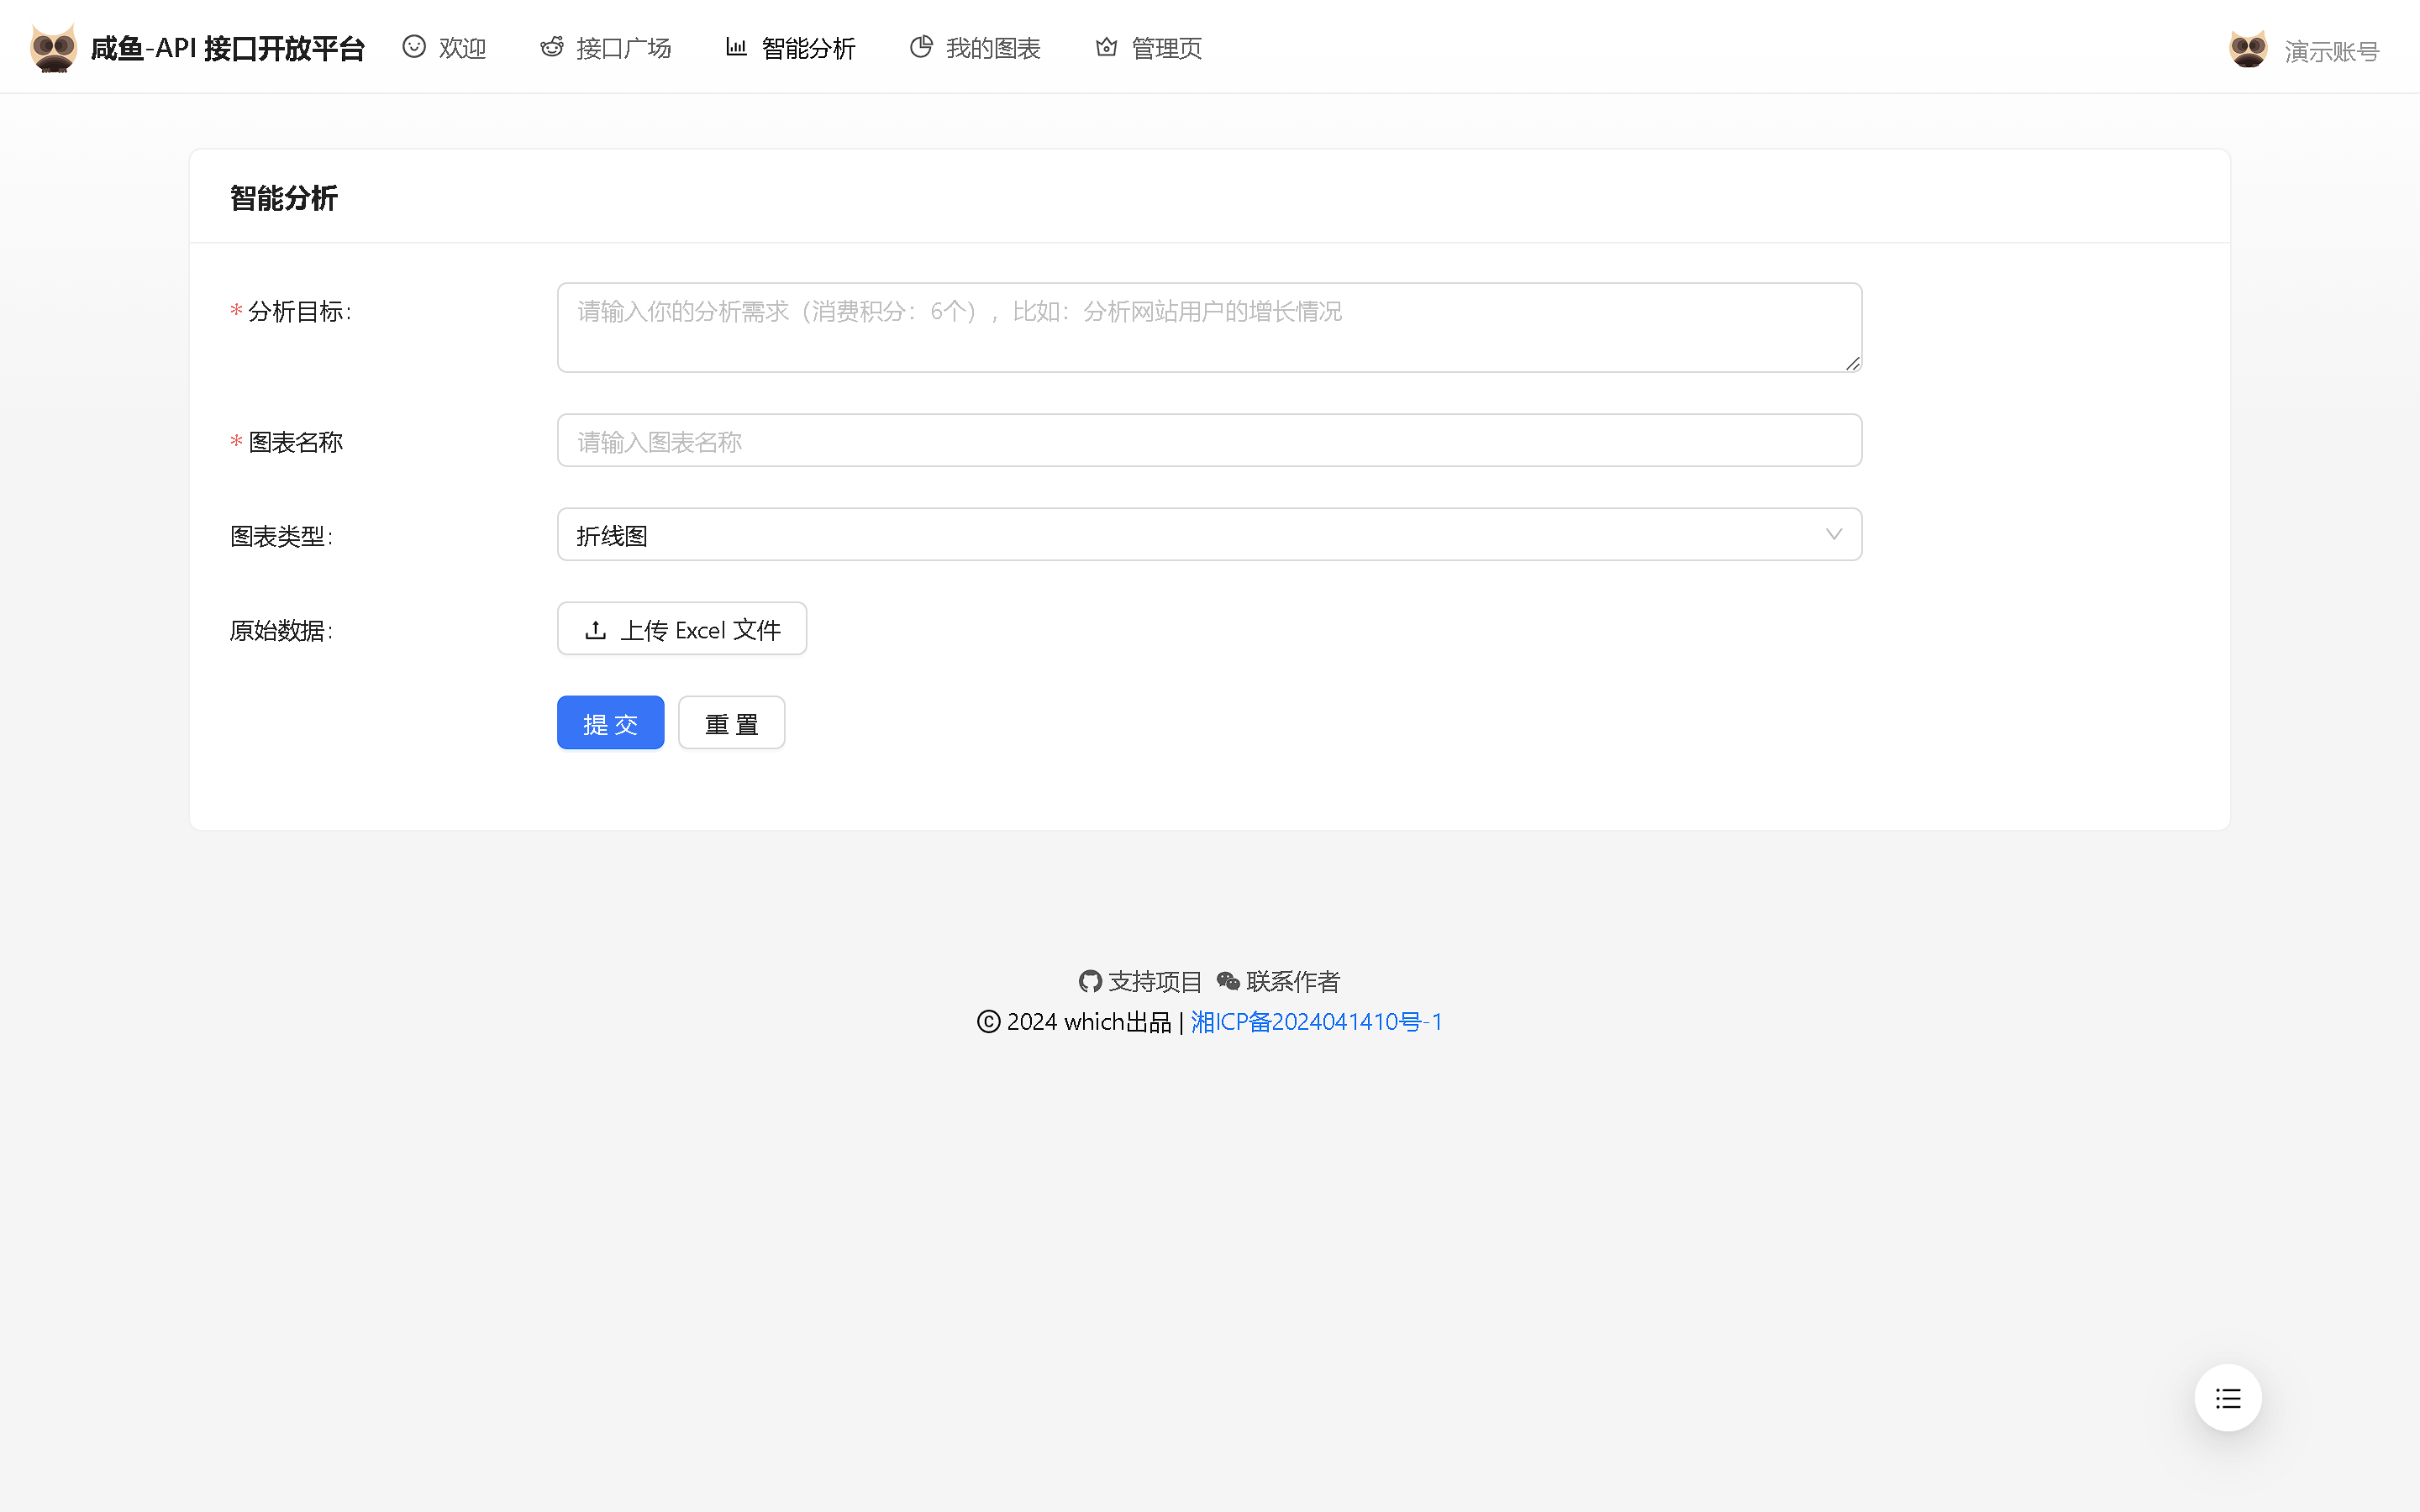 咸鱼-API 接口开放平台 欢迎 接口广场 智能分析 我的图表 管理页 演示账号
智能分析
* 分析目标:
请输入你的分析需求（消费积分：6个），比如：分析网站用户的增长情况
* 图表名称
请输入图表名称
图表类型:
折线图
原始数据:
上传 Excel 文件
提 交 重 置
支持项目 联系作者
© 2024 which出品 | 湘ICP备2024041410号-1